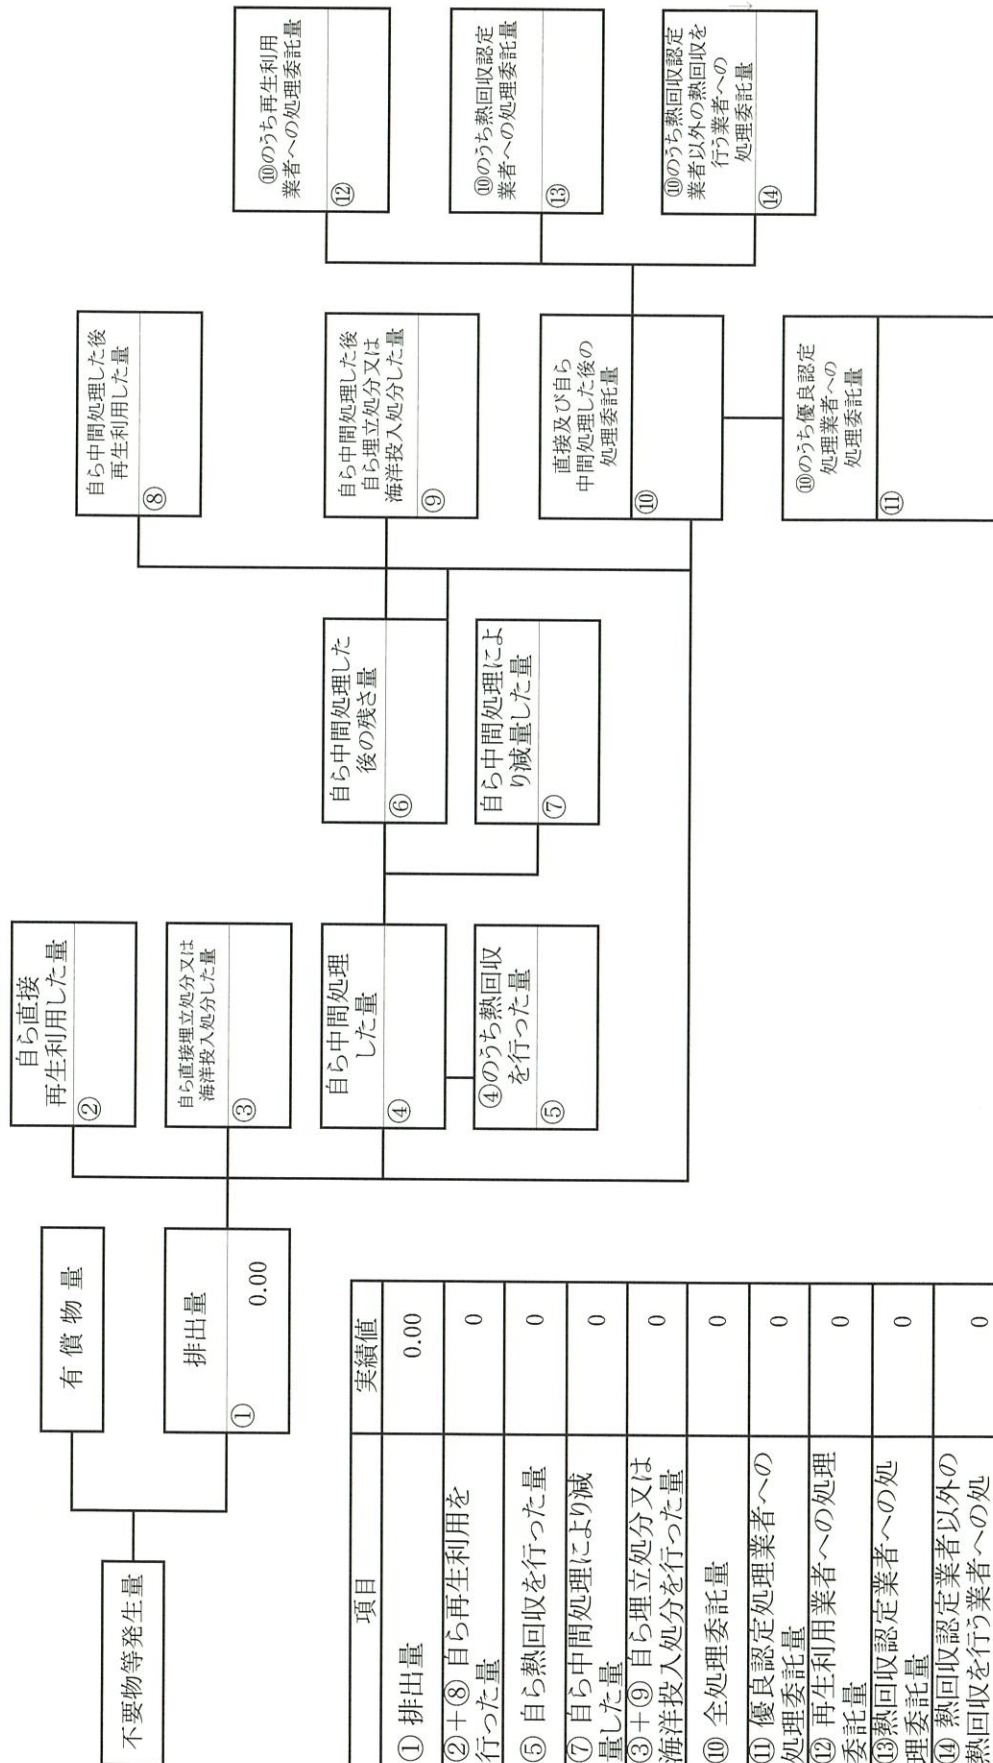 不要物等発生量
有償物量
排出量
①
0.00
自ら直接
再生利用した量
②
自ら直接埋立処分又は
海洋投入処分した量
③
自ら中間処理
した量
④
④のうち熱回収
を行った量
⑤
自ら中間処理した
後の残さ量
⑥
自ら中間処理によ
り減量した量
⑦
自ら中間処理した後
再生利用した量
⑧
自ら中間処理した後
自ら埋立処分又は
海洋投入処分した量
⑨
直接及び自ら
中間処理した後の
処理委託量
⑩
⑩のうち優良認定
処理業者への
処理委託量
⑪
⑩のうち再生利用
業者への処理委託量
⑫
⑩のうち熱回収認定
業者への処理委託量
⑬
⑩のうち熱回収認定
業者以外の熱回収を
行う業者への
処理委託量
⑭
項目 実績値
①排出量 0.00
②+⑧ 自ら再生利用を
行った量 0
⑤ 自ら熱回収を行った量 0
⑦ 自ら中間処理により減
量した量 0
③+⑨ 自ら埋立処分又は
海洋投入処分を行った量 0
⑩ 全処理委託量 0
⑪ 優良認定処理業者への
処理委託量 0
⑫ 再生利用業者への処理
委託量 0
⑬熱回収認定業者への処
理委託量 0
⑭ 熱回収認定業者以外の
熱回収を行う業者への処 0